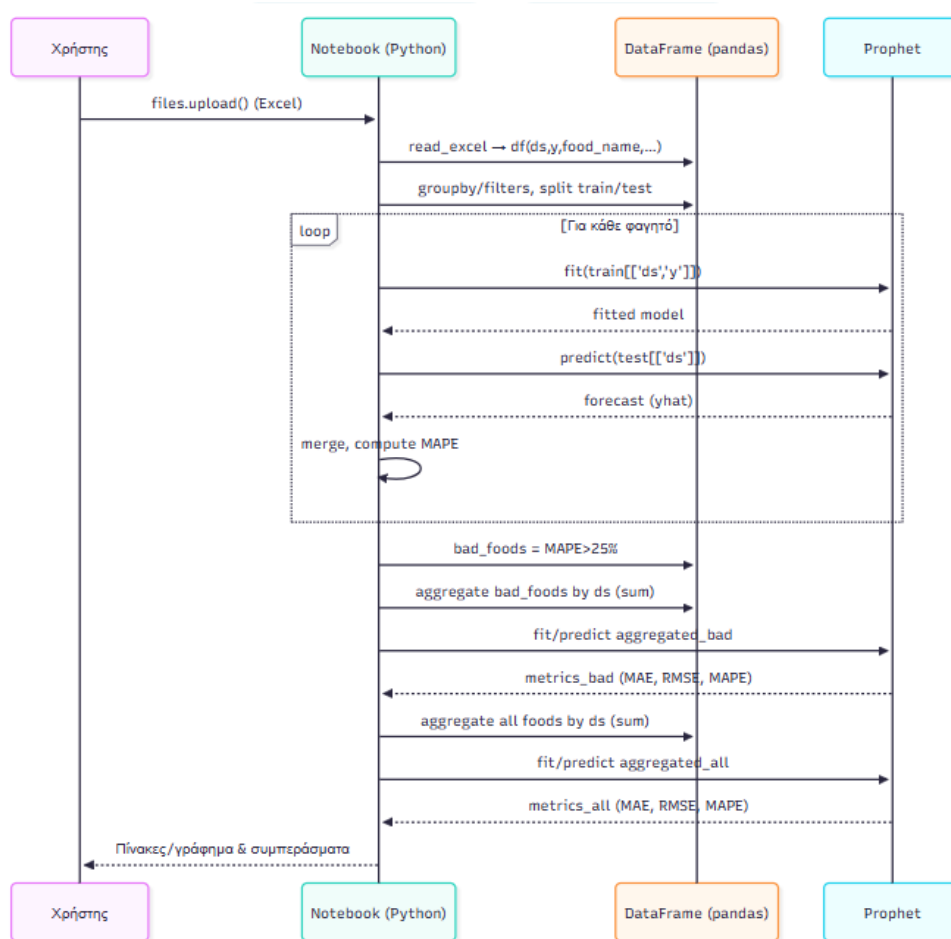 Χρήστης
Notebook (Python)
DataFrame (pandas)
Prophet
files.upload() (Excel)
read_excel → df(ds,y,food_name,...)
groupby/filters, split train/test
loop
[Για κάθε φαγητό]
fit(train[['ds','y']])
fitted model
predict(test[['ds']])
forecast (yhat)
merge, compute MAPE
bad_foods = MAPE>25%
aggregate bad_foods by ds (sum)
fit/predict aggregated_bad
metrics_bad (MAE, RMSE, MAPE)
aggregate all foods by ds (sum)
fit/predict aggregated_all
metrics_all (MAE, RMSE, MAPE)
Πίνακες/γράφημα & συμπεράσματα
Χρήστης
Notebook (Python)
DataFrame (pandas)
Prophet